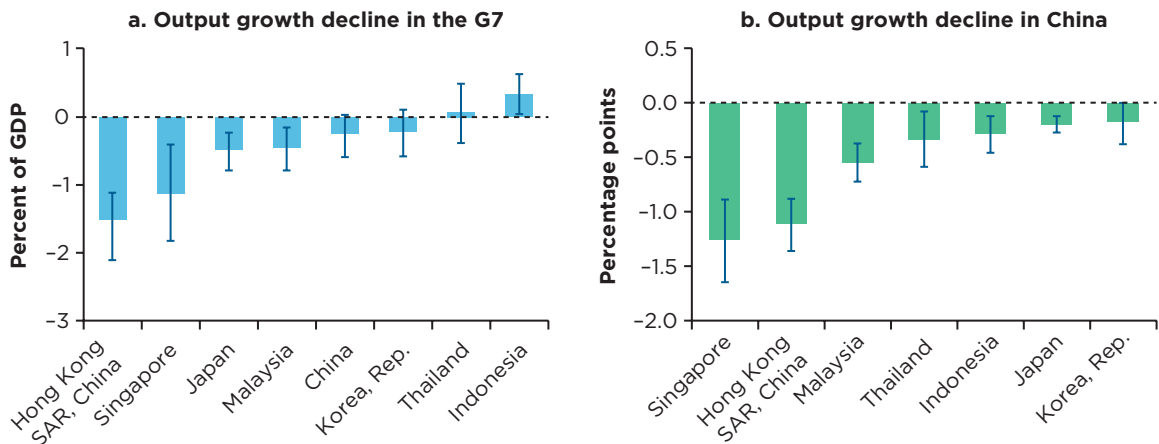 a. Output growth decline in the G7
Percent of GDP
1
0
–1
–2
–3
Hong Kong
SAR, China
Singapore
Japan
Malaysia
China
Korea, Rep.
Thailand
Indonesia
b. Output growth decline in China
Percentage points
0.5
0.0
–0.5
–1.0
–1.5
–2.0
Singapore
Hong Kong
SAR, China
Malaysia
Thailand
Indonesia
Japan
Korea, Rep.